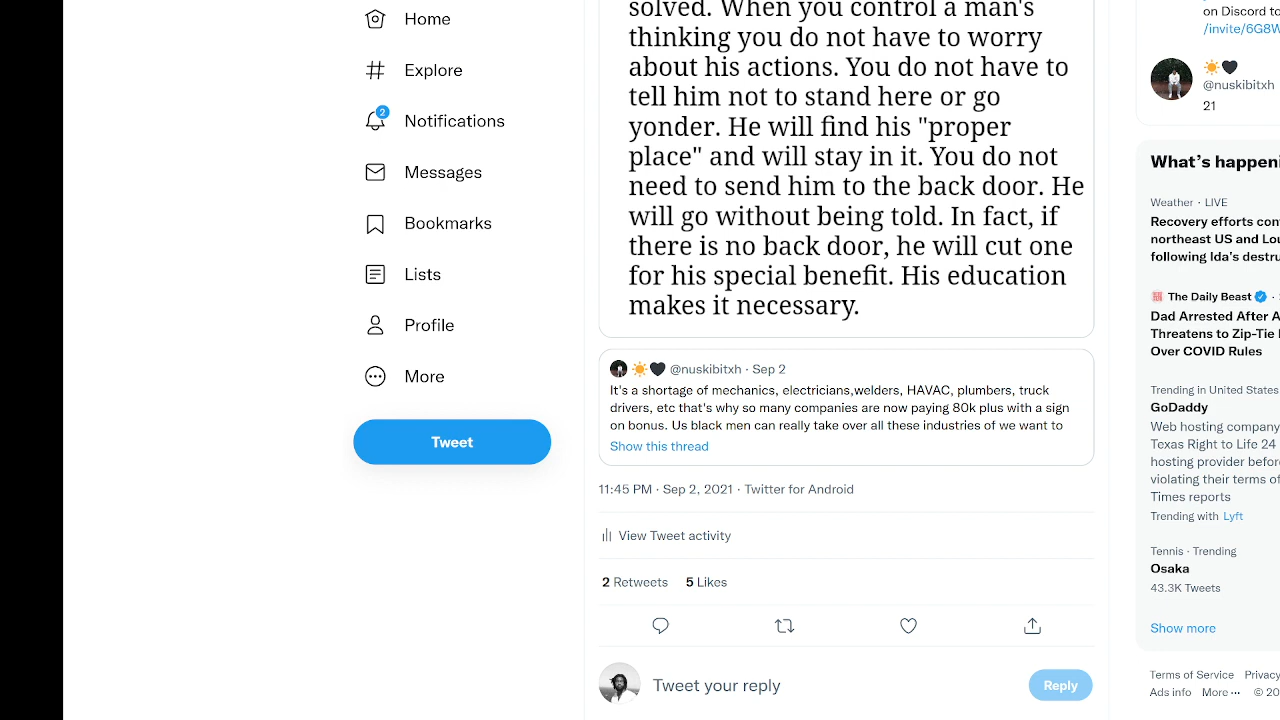 Home
Explore
2
Notifications
Messages
Bookmarks
Lists
Profile
More
Tweet
solved. When you control a man's
thinking you do not have to worry
about his actions. You do not have to
tell him not to stand here or go
yonder. He will find his "proper
place" and will stay in it. You do not
need to send him to the back door. He
will go without being told. In fact, if
there is no back door, he will cut one
for his special benefit. His education
makes it necessary.
@nuskibitxh · Sep 2
It's a shortage of mechanics, electricians,welders, HAVAC, plumbers, truck
drivers, etc that's why so many companies are now paying 80k plus with a sign
on bonus. Us black men can really take over all these industries of we want to
Show this thread
11:45 PM · Sep 2, 2021 · Twitter for Android
View Tweet activity
2 Retweets 5 Likes
Tweet your reply
Reply
on Discord to
/invite/6G8W
@nuskibitxh
21
What's happeni
Weather · LIVE
Recovery efforts con
northeast US and Lou
following Ida's destru
The Daily Beast ·
Dad Arrested After A
Threatens to Zip-Tie
Over COVID Rules
Trending in United States
GoDaddy
Web hosting company
Texas Right to Life 24
hosting provider befor
violating their terms of
Times reports
Trending with Lyft
Tennis · Trending
Osaka
43.3K Tweets
Show more
Terms of Service Privacy
Ads info More ··· © 20